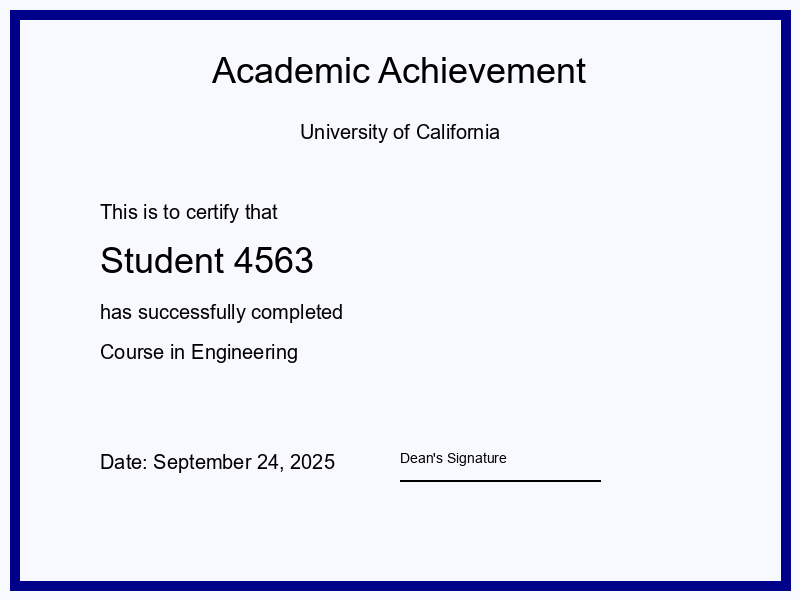 Academic Achievement
University of California
This is to certify that
Student 4563
has successfully completed
Course in Engineering
Date: September 24, 2025
Dean's Signature